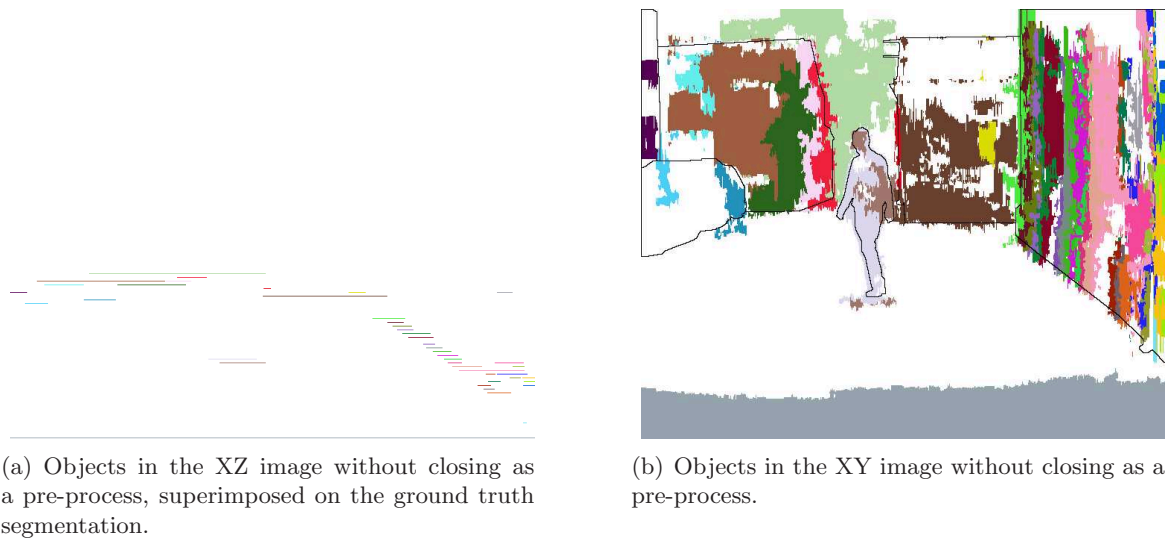 (a) Objects in the XZ image without closing as
a pre-process, superimposed on the ground truth
segmentation.
(b) Objects in the XY image without closing as a
pre-process.